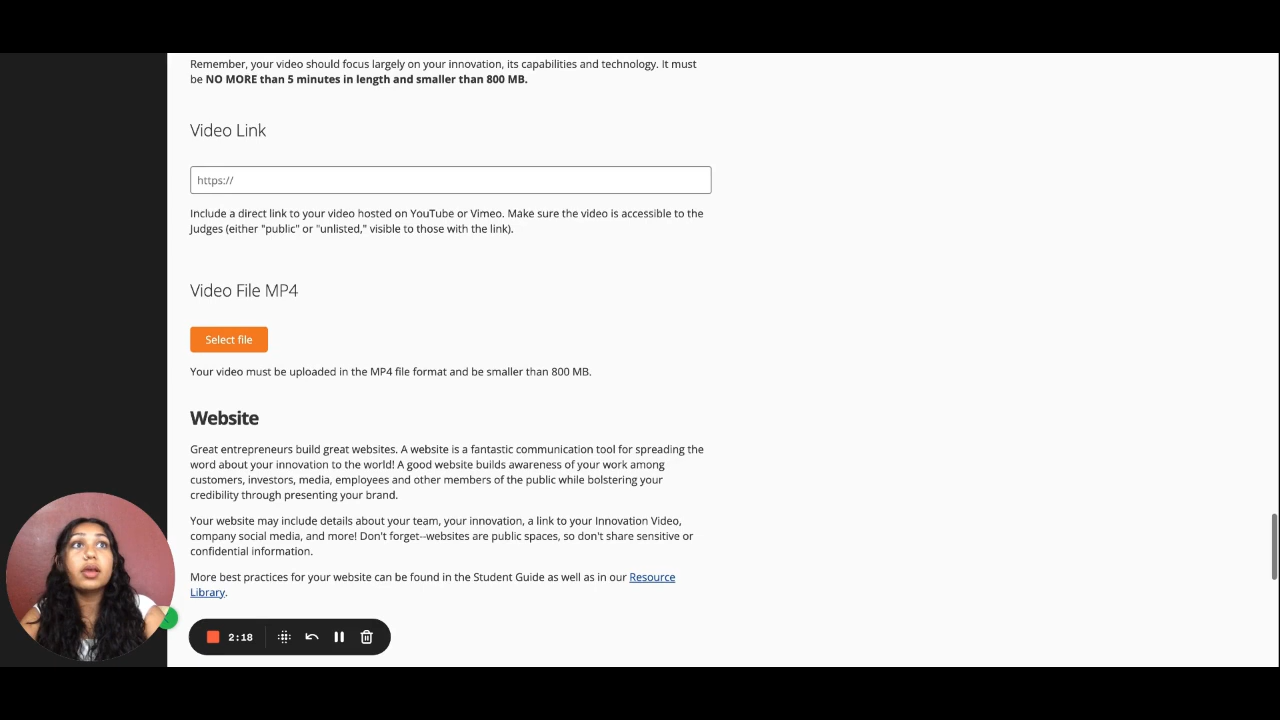 Remember, your video should focus largely on your innovation, its capabilities and technology. It must
be NO MORE than 5 minutes in length and smaller than 800 MB.
Video Link
https://
Include a direct link to your video hosted on YouTube or Vimeo. Make sure the video is accessible to the
Judges (either "public" or "unlisted," visible to those with the link).
Video File MP4
Select file
Your video must be uploaded in the MP4 file format and be smaller than 800 MB.
Website
Great entrepreneurs build great websites. A website is a fantastic communication tool for spreading the
word about your innovation to the world! A good website builds awareness of your work among
customers, investors, media, employees and other members of the public while bolstering your
credibility through presenting your brand.
Your website may include details about your team, your innovation, a link to your Innovation Video,
company social media, and more! Don't forget--websites are public spaces, so don't share sensitive or
confidential information.
More best practices for your website can be found in the Student Guide as well as in our Resource
Library.
2:18